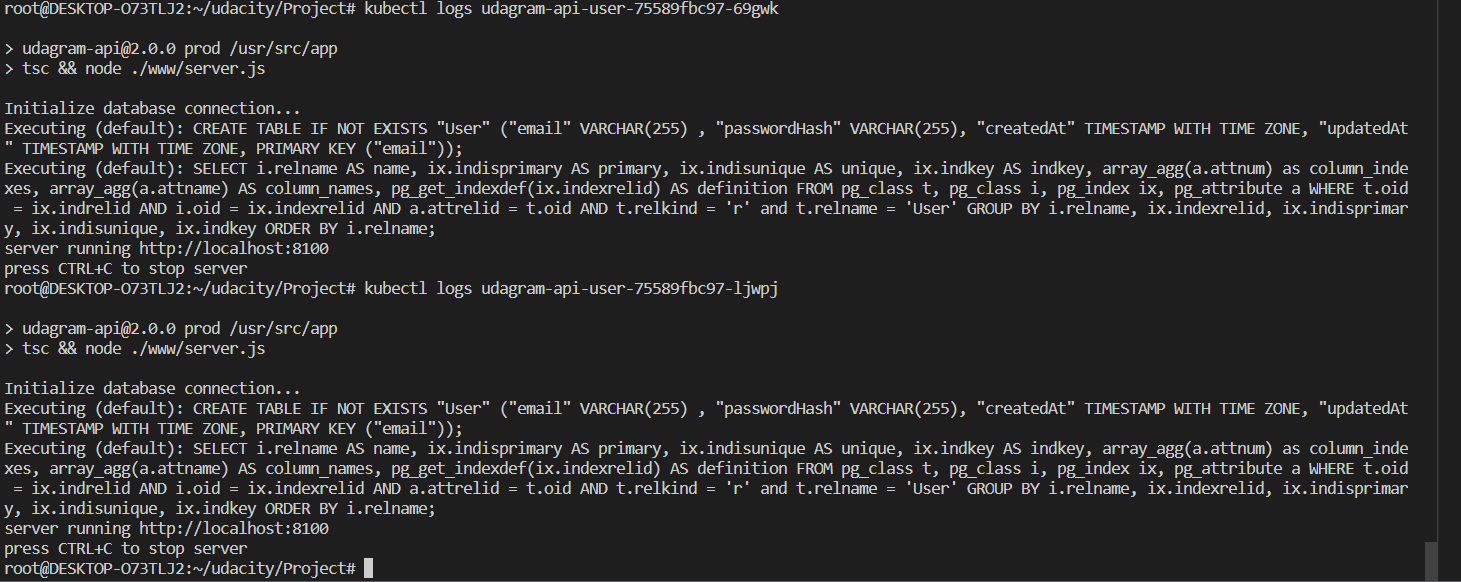 root@DESKTOP-O73TLJ2:~/udacity/Project# kubectl logs udagram-api-user-75589fbc97-69gwk
> udagram-api@2.0.0 prod /usr/src/app
> tsc && node ./www/server.js
Initialize database connection...
Executing (default): CREATE TABLE IF NOT EXISTS "User" ("email" VARCHAR(255) , "passwordHash" VARCHAR(255), "createdAt" TIMESTAMP WITH TIME ZONE, "updatedAt
" TIMESTAMP WITH TIME ZONE, PRIMARY KEY ("email"));
Executing (default): SELECT i.relname AS name, ix.indisprimary AS primary, ix.indisunique AS unique, ix.indkey AS indkey, array_agg(a.attnum) as column_inde
xes, array_agg(a.attname) AS column_names, pg_get_indexdef(ix.indexrelid) AS definition FROM pg_class t, pg_class i, pg_index ix, pg_attribute a WHERE t.oid
 = ix.indrelid AND i.oid = ix.indexrelid AND a.attrelid = t.oid AND t.relkind = 'r' and t.relname = 'User' GROUP BY i.relname, ix.indexrelid, ix.indisprimar
y, ix.indisunique, ix.indkey ORDER BY i.relname;
server running http://localhost:8100
press CTRL+C to stop server
root@DESKTOP-O73TLJ2:~/udacity/Project# kubectl logs udagram-api-user-75589fbc97-ljwpj
> udagram-api@2.0.0 prod /usr/src/app
> tsc && node ./www/server.js
Initialize database connection...
Executing (default): CREATE TABLE IF NOT EXISTS "User" ("email" VARCHAR(255) , "passwordHash" VARCHAR(255), "createdAt" TIMESTAMP WITH TIME ZONE, "updatedAt
" TIMESTAMP WITH TIME ZONE, PRIMARY KEY ("email"));
Executing (default): SELECT i.relname AS name, ix.indisprimary AS primary, ix.indisunique AS unique, ix.indkey AS indkey, array_agg(a.attnum) as column_inde
xes, array_agg(a.attname) AS column_names, pg_get_indexdef(ix.indexrelid) AS definition FROM pg_class t, pg_class i, pg_index ix, pg_attribute a WHERE t.oid
 = ix.indrelid AND i.oid = ix.indexrelid AND a.attrelid = t.oid AND t.relkind = 'r' and t.relname = 'User' GROUP BY i.relname, ix.indexrelid, ix.indisprimar
y, ix.indisunique, ix.indkey ORDER BY i.relname;
server running http://localhost:8100
press CTRL+C to stop server
root@DESKTOP-O73TLJ2:~/udacity/Project#